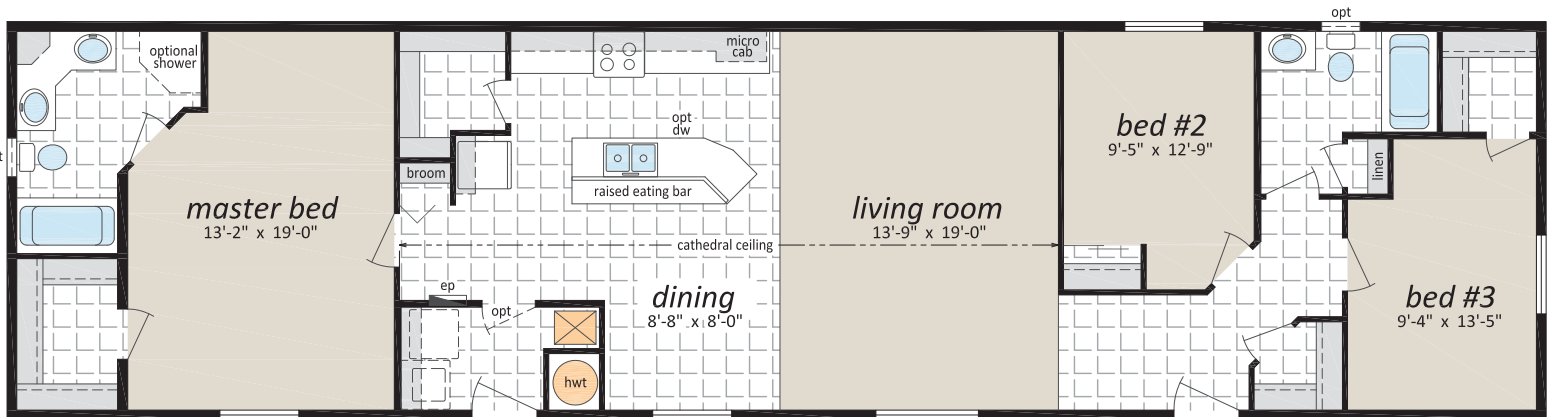 opt
optional
shower
micro
cab
opt
dw
bed #2
9'-5" x 12'-9"
linen
broom
raised eating bar
master bed
13'-2" x 19'-0"
living room
13'-9" x 19'-0"
cathedral ceiling
ep
opt
dining
8'-8" x 8'-0"
bed #3
9'-4" x 13'-5"
hwt